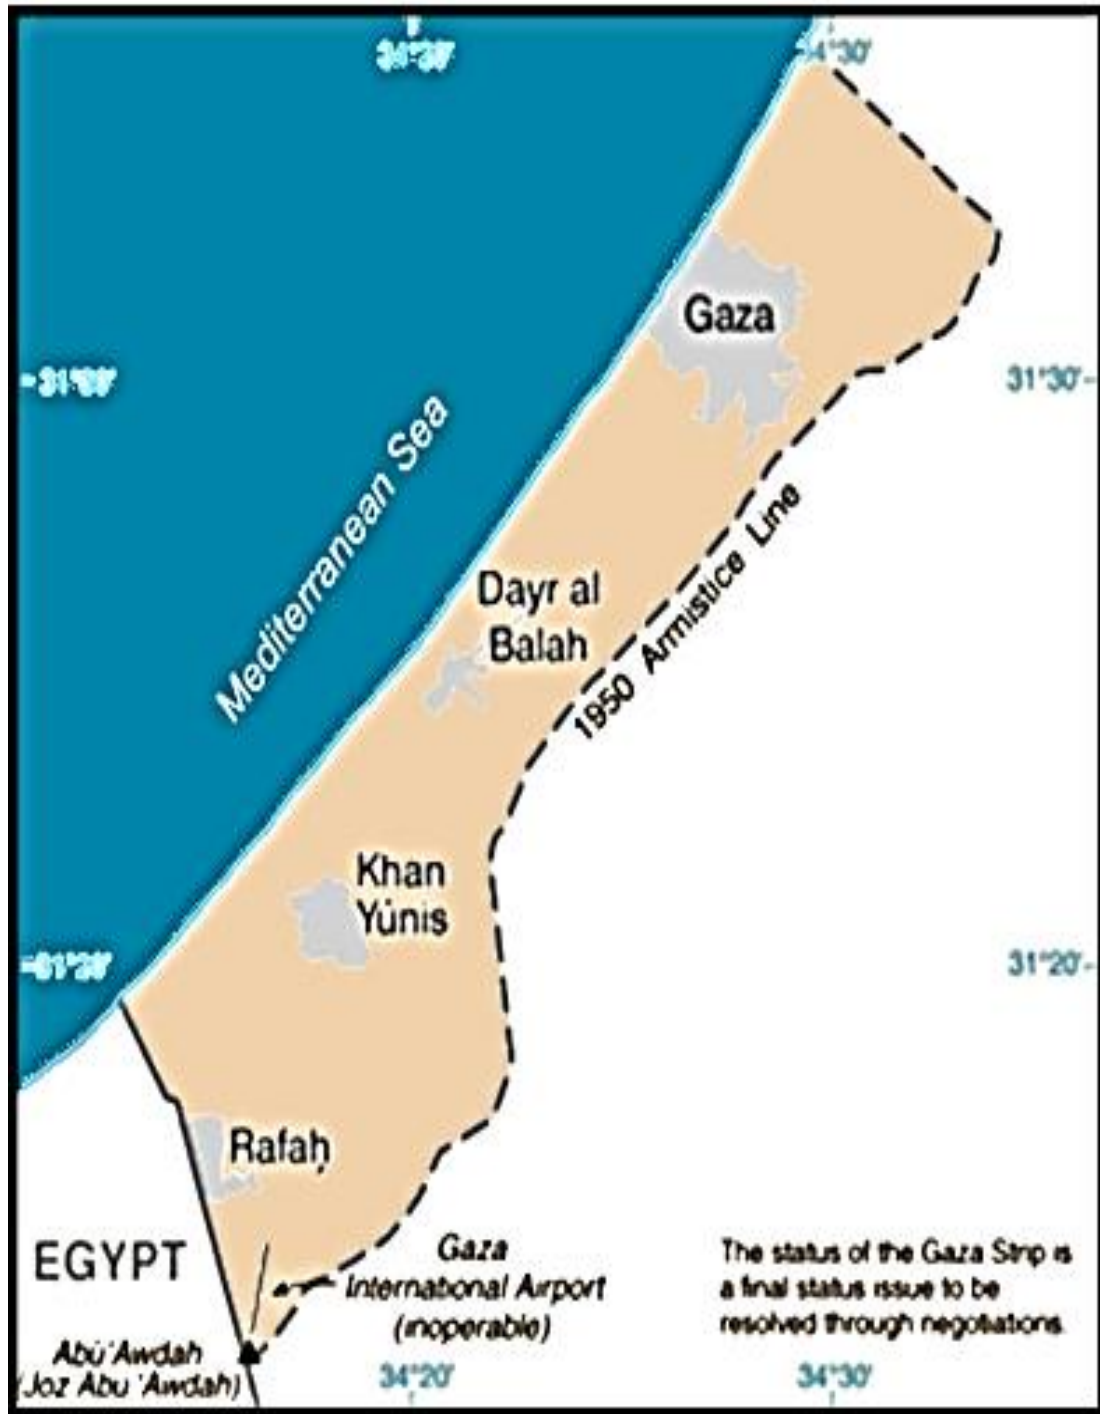 34°30'
31°30'
Gaza
Mediterranean Sea
Dayr al
Balah
1950 Armistice Line
Khan
Yūnis
31°20'
Rafaḥ
EGYPT
Gaza
International Airport
(inoperable)
Abū 'Awdah
(Joz Abu 'Awdah)
The status of the Gaza Strip is
a final status issue to be
resolved through negotiations.
34°20'
34°30'